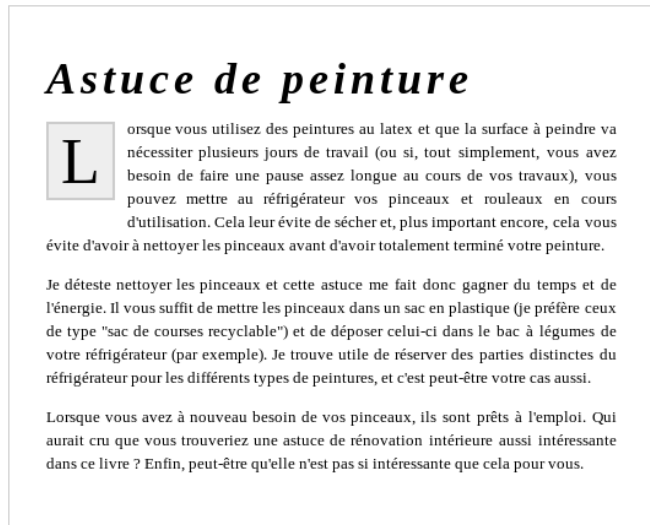 Astuce de peinture
Lorsque vous utilisez des peintures au latex et que la surface à peindre va
nécessiter plusieurs jours de travail (ou si, tout simplement, vous avez
besoin de faire une pause assez longue au cours de vos travaux), vous
pouvez mettre au réfrigérateur vos pinceaux et rouleaux en cours
d'utilisation. Cela leur évite de sécher et, plus important encore, cela vous
évite d'avoir à nettoyer les pinceaux avant d'avoir totalement terminé votre peinture.
Je déteste nettoyer les pinceaux et cette astuce me fait donc gagner du temps et de
l'énergie. Il vous suffit de mettre les pinceaux dans un sac en plastique (je préfère ceux
de type "sac de courses recyclable") et de déposer celui-ci dans le bac à légumes de
votre réfrigérateur (par exemple). Je trouve utile de réserver des parties distinctes du
réfrigérateur pour les différents types de peintures, et c'est peut-être votre cas aussi.
Lorsque vous avez à nouveau besoin de vos pinceaux, ils sont prêts à l'emploi. Qui
aurait cru que vous trouveriez une astuce de rénovation intérieure aussi intéressante
dans ce livre ? Enfin, peut-être qu'elle n'est pas si intéressante que cela pour vous.